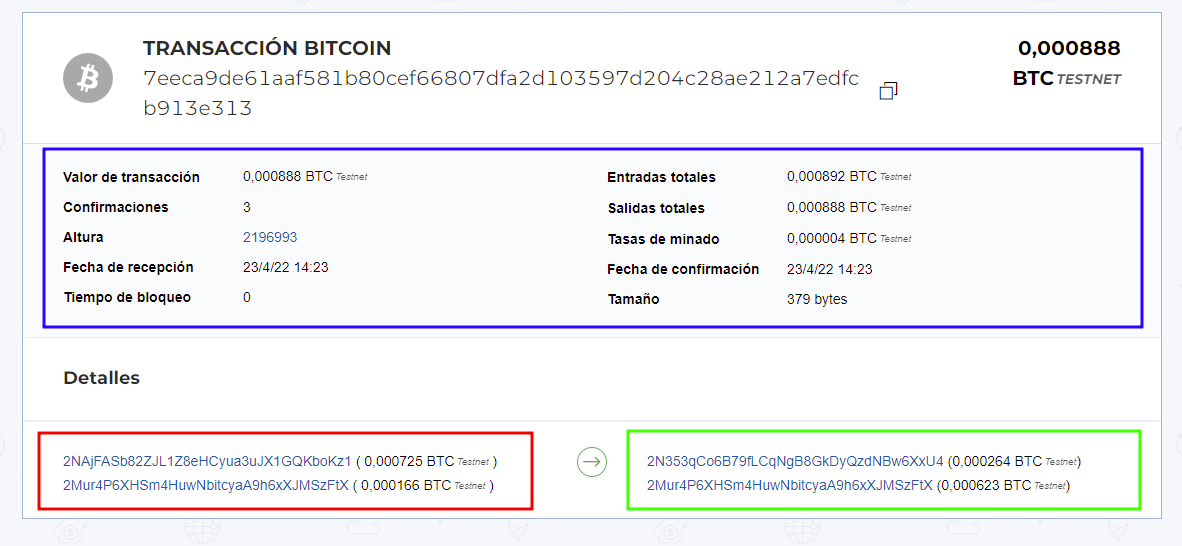 TRANSACCIÓN BITCOIN
7eeca9de61aaf581b80cef66807dfa2d103597d204c28ae212a7edfc
b913e313
0,000888
BTC TESTNET
Valor de transacción 0,000888 BTC Testnet
Confirmaciones 3
Altura 2196993
Fecha de recepción 23/4/22 14:23
Tiempo de bloqueo 0
Entradas totales 0,000892 BTC Testnet
Salidas totales 0,000888 BTC Testnet
Tasas de minado 0,000004 BTC Testnet
Fecha de confirmación 23/4/22 14:23
Tamaño 379 bytes
Detalles
2NAjFASb82ZJL1Z8eHCyua3uJX1GQKboKz1 ( 0,000725 BTC Testnet )
2Mur4P6XHSm4HuwNbitcyaA9h6xXJMSzFtX ( 0,000166 BTC Testnet )
2N353qCo6B79fLCqNgB8GkDyQzdNBw6XxU4 (0,000264 BTC Testnet)
2Mur4P6XHSm4HuwNbitcyaA9h6xXJMSzFtX (0,000623 BTC Testnet)